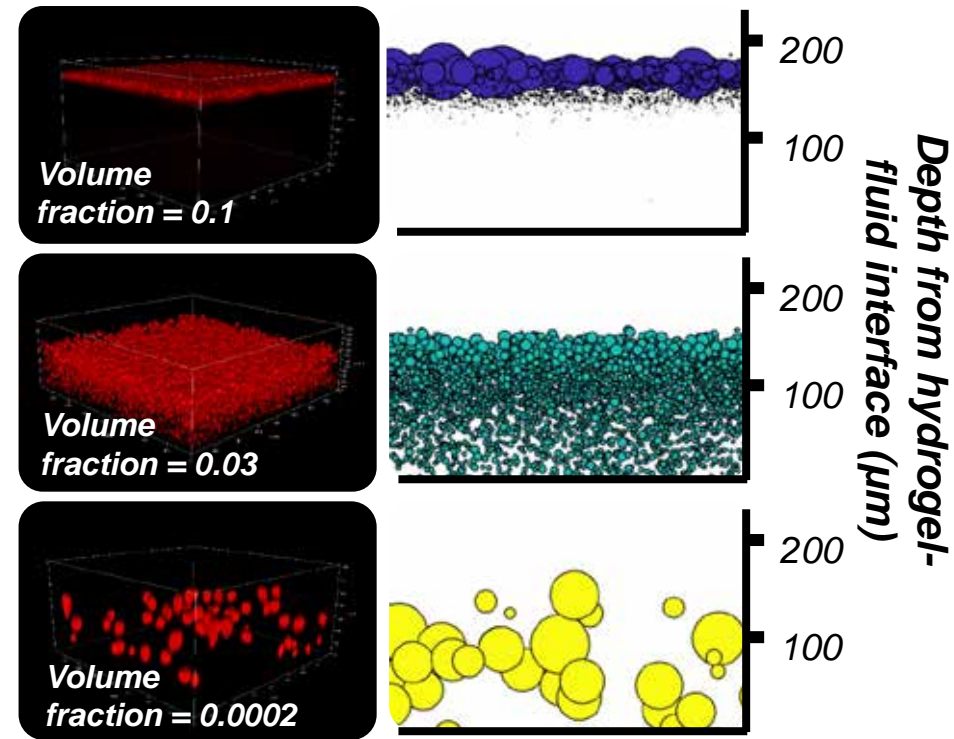 Volume
fraction = 0.1
200
100
Volume
fraction = 0.03
200
100
Volume
fraction = 0.0002
200
100
Depth from hydrogel-
fluid interface (μm)